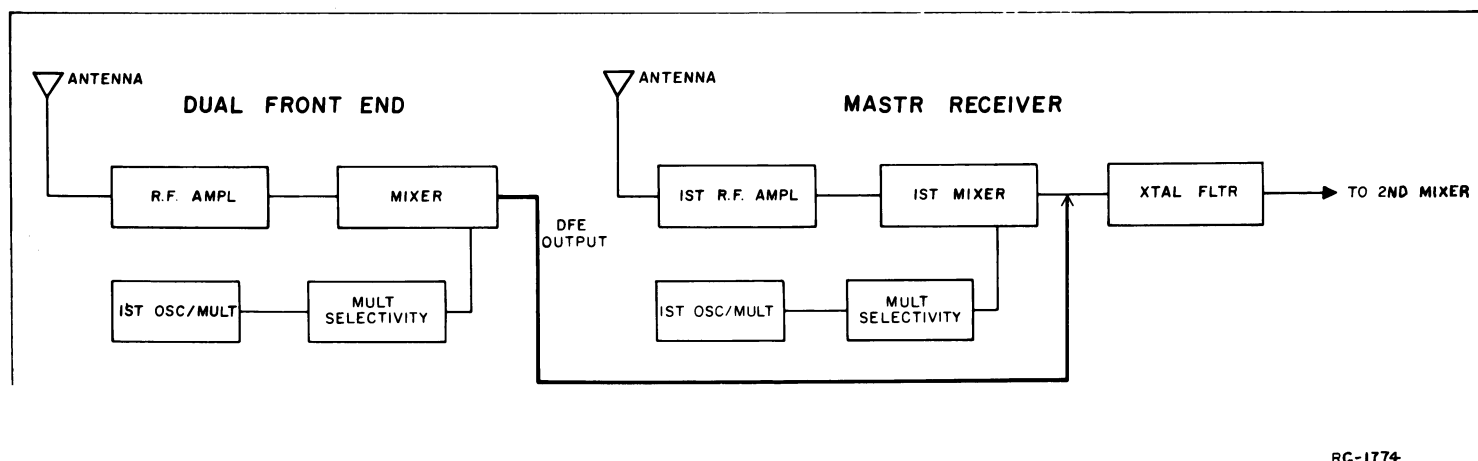 ANTENNA
DUAL FRONT END
R.F. AMPL
MIXER
DFE
OUTPUT
IST OSC/MULT
MULT
SELECTIVITY
ANTENNA
MASTR RECEIVER
IST R.F. AMPL
IST MIXER
XTAL FLTR
TO 2ND MIXER
IST OSC/MULT
MULT
SELECTIVITY
RC-1774